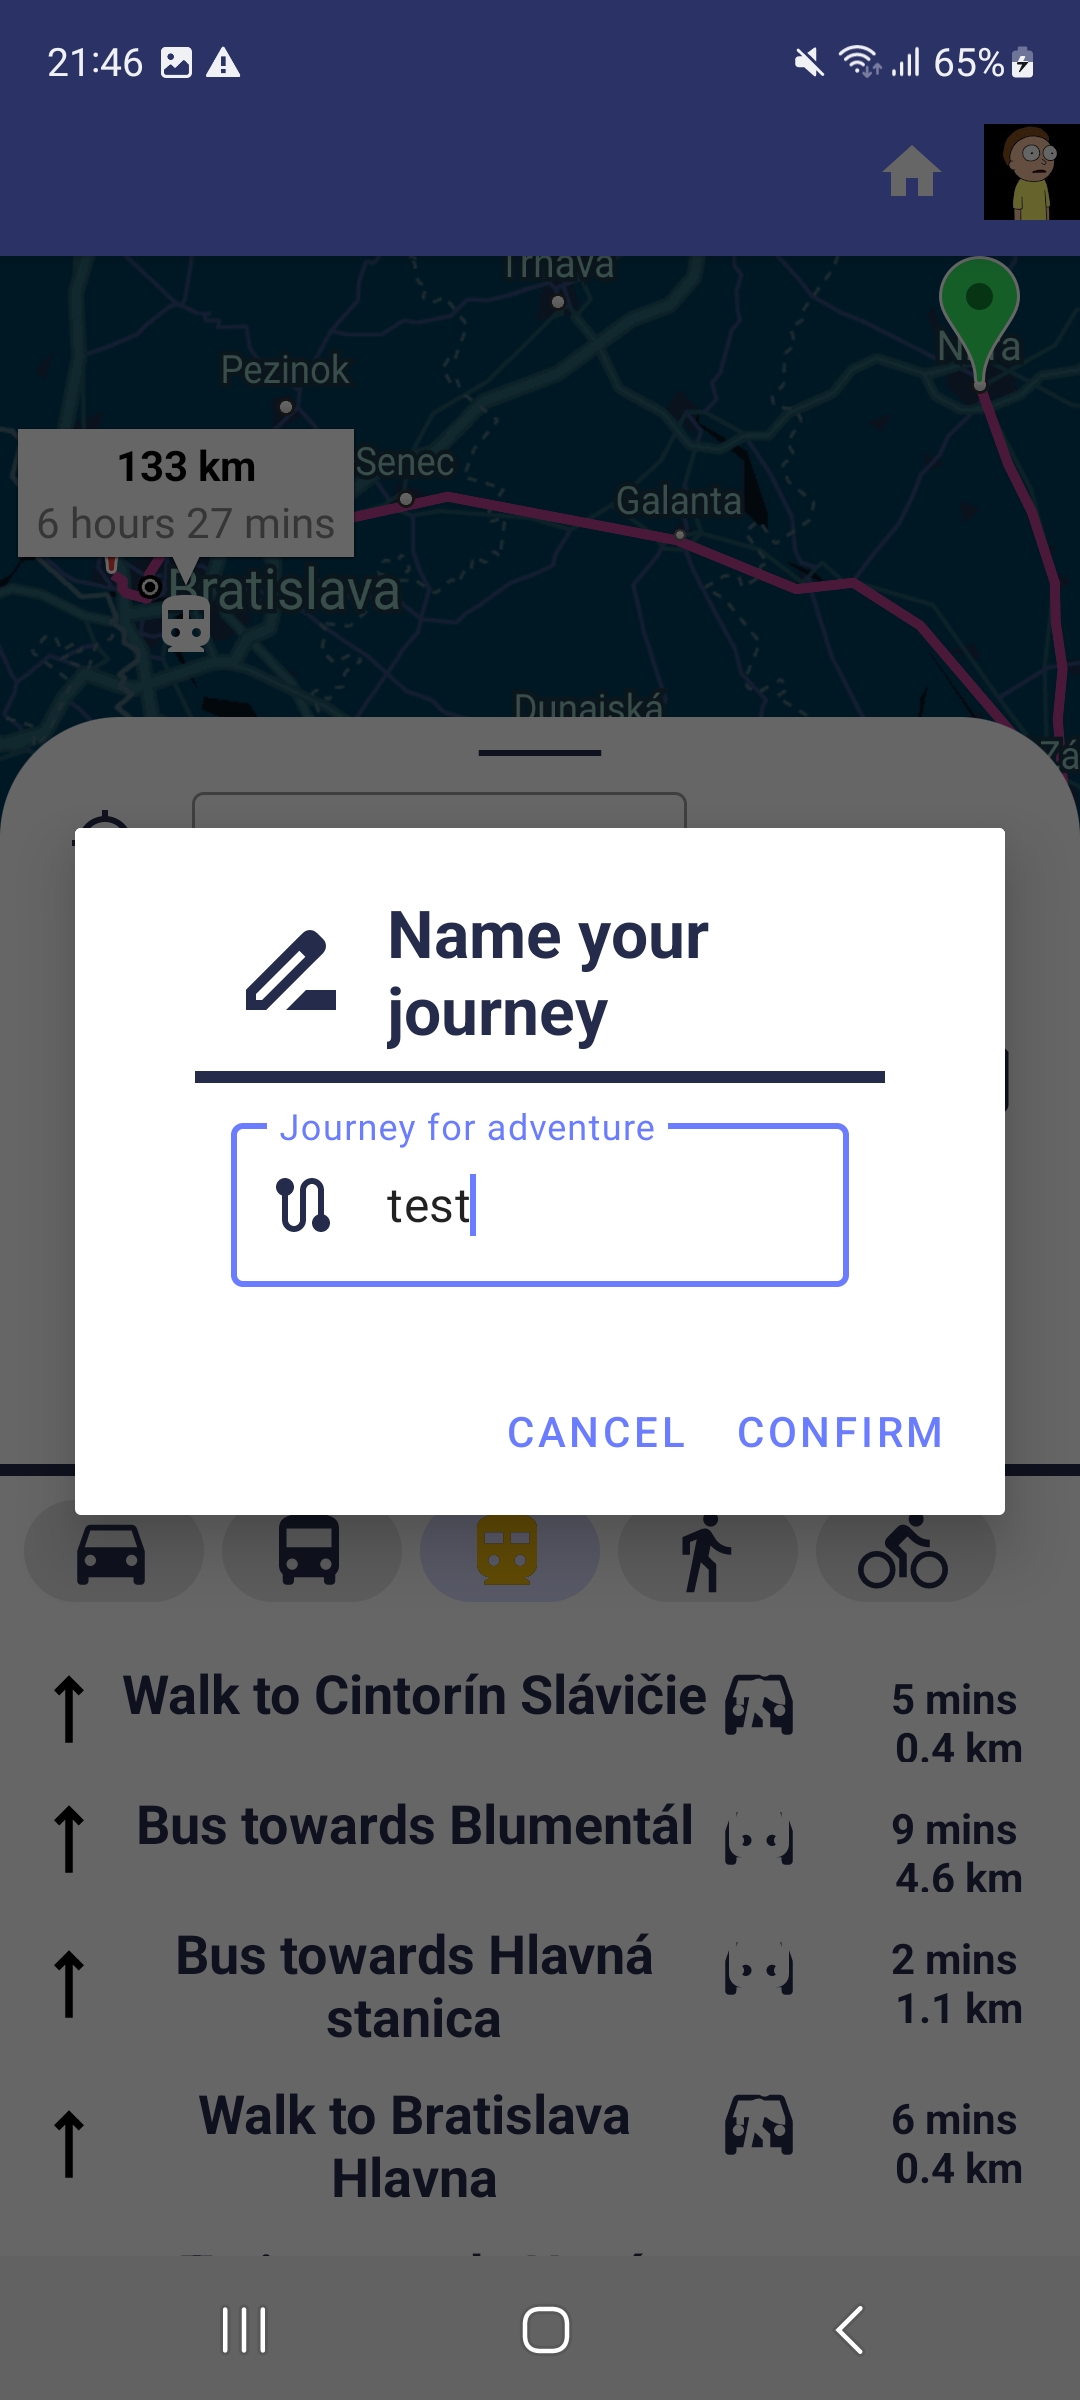 21:46
65%
Trnava
Pezinok
133 km
6 hours 27 mins
Senec
Galanta
Bratislava
Dunajská
Name your
journey
Journey for adventure
test
CANCEL CONFIRM
Walk to Cintorín Slávičie
5 mins
0.4 km
Bus towards Blumentál
9 mins
4.6 km
Bus towards Hlavná
stanica
2 mins
1.1 km
Walk to Bratislava
Hlavna
6 mins
0.4 km